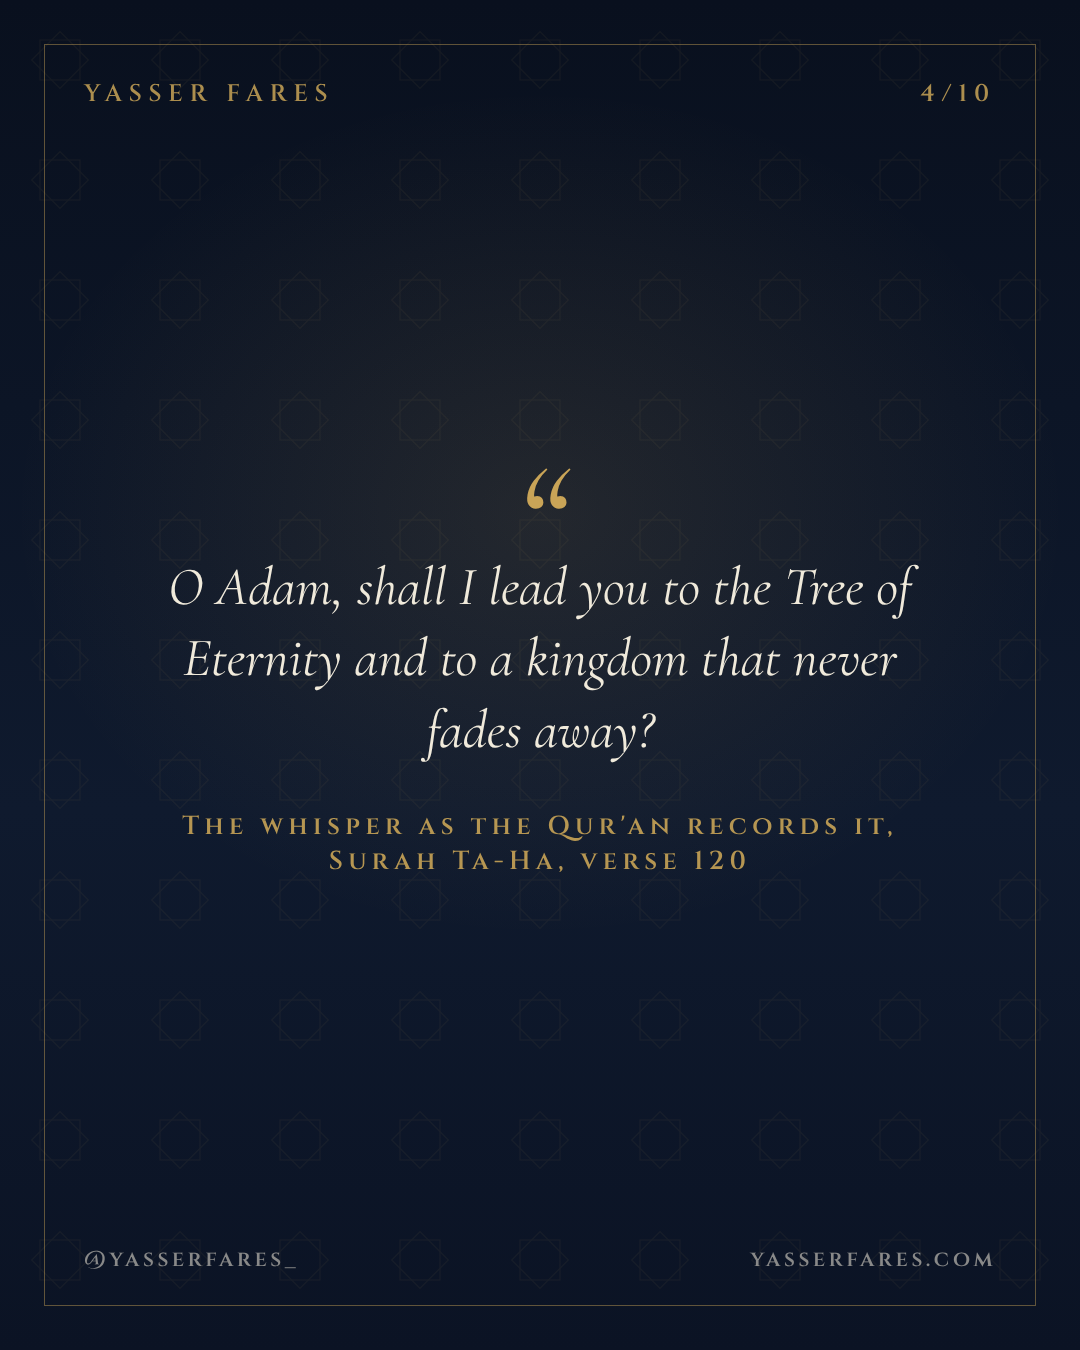 YASSER FARES
4/10
“
O Adam, shall I lead you to the Tree of
Eternity and to a kingdom that never
fades away?
The whisper as the Qur'an records it,
Surah Ta-Ha, verse 120
@YASSERFARES_
YASSERFARES.COM